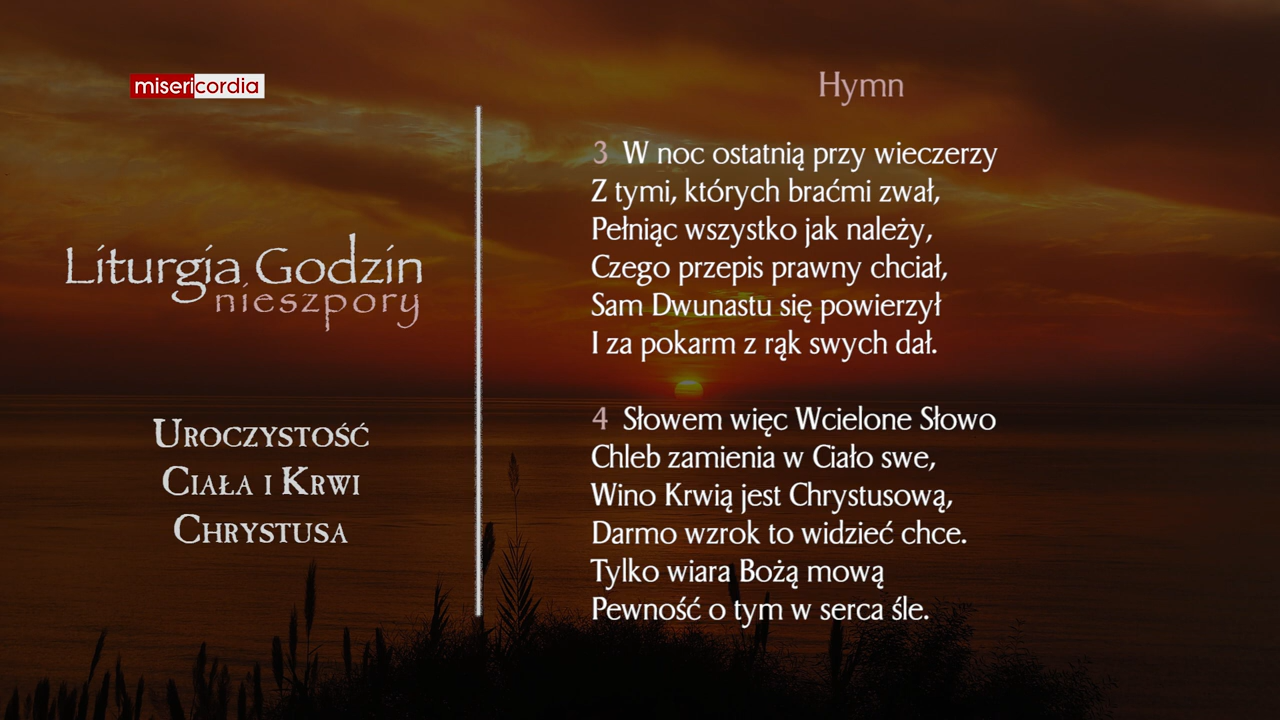 misericordia
Liturgia Godzin
nieszpory
Uroczystość
Ciała i Krwi
Chrystusa
Hymn
3 W noc ostatnią przy wieczerzy
Z tymi, których braćmi zwał,
Pełniąc wszystko jak należy,
Czego przepis prawny chciał,
Sam Dwunastu się powierzył
I za pokarm z rąk swych dał.
4 Słowem więc Wcielone Słowo
Chleb zamienia w Ciało swe,
Wino Krwią jest Chrystusową,
Darmo wzrok to widzieć chce.
Tylko wiara Bożą mową
Pewność o tym w serca śle.